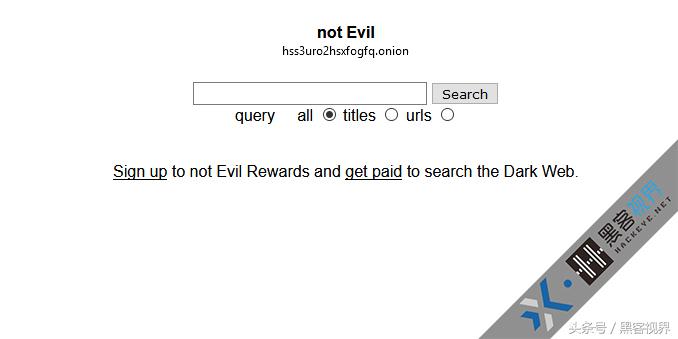 not Evil
hss3uro2hsxfogfq.onion
Search
query all titles urls
Sign up to not Evil Rewards and get paid to search the Dark Web.
黑客视界
HACKEYE.NET
头条号 / 黑客视界